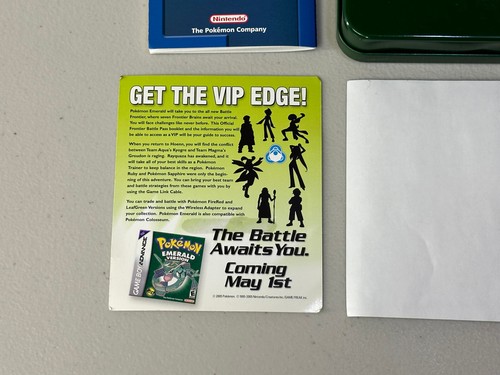 Nintendo
The Pokémon Company
GET THE VIP EDGE!
Pokémon Emerald will take you to the all new Battle
Frontier, where seven Frontier Brains await your arrival.
You will face challenges like never before. This Official
Frontier Battle Pass booklet and the information you will
be able to access as a VIP will be your guide to success.
When you return to Hoenn, you will find the conflict
between Team Aqua's Kyogre and Team Magma's
Groudon is raging. Rayquaza has awakened, and it
will take all of your best skills as a Pokémon
Trainer to keep balance in the region. Pokémon
Ruby and Pokémon Sapphire were only the begin-
ning of this adventure. You can bring your best team
and battle strategies from these games with you by
using the Game Link Cable.
You can trade and battle with Pokémon FireRed and
LeafGreen Versions using the Wireless Adapter to expand
your collection. Pokémon Emerald is also compatible with
Pokémon Colosseum.
The Battle
Awaits You.
Coming
May 1st
GAME BOY ADVANCE
POKéMON
EMERALD
VERSION